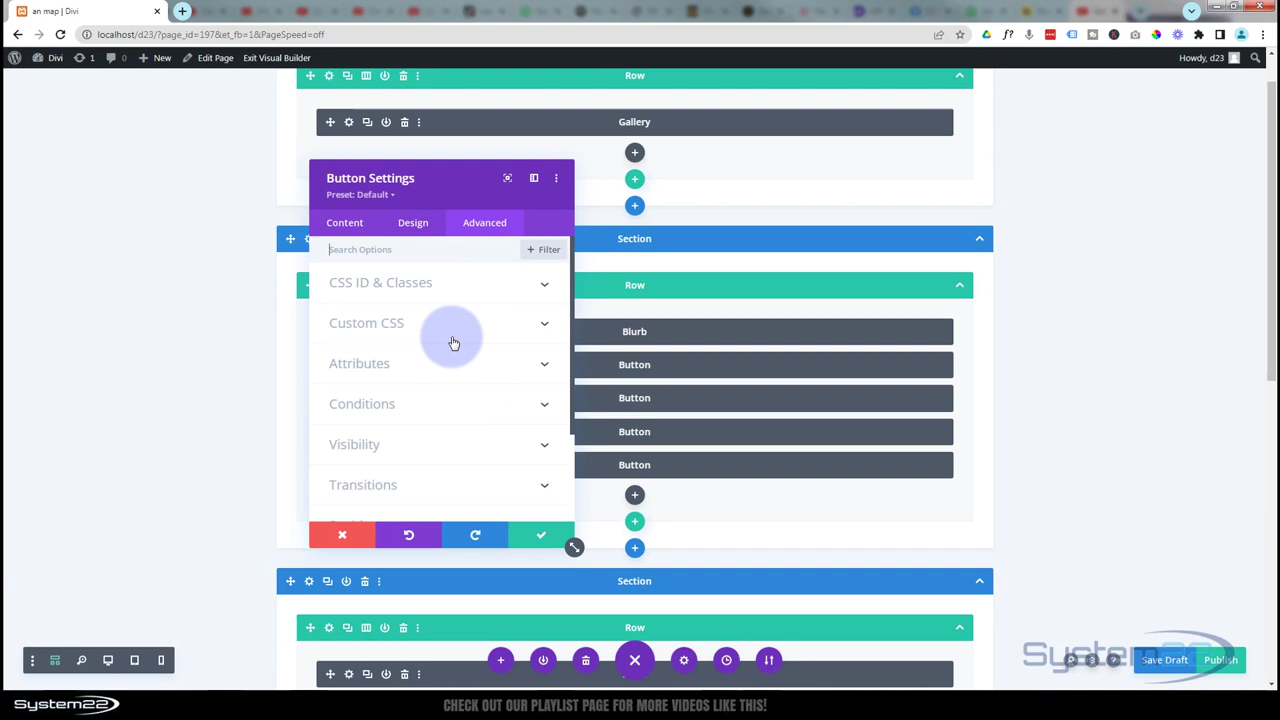 an map | Divi
localhost/d23/?page_id=197&et_fb=1&PageSpeed=off
Divi 1 0 New Edit Page Exit Visual Builder Howdy, d23
Row
Gallery
Button Settings
Preset: Default
Content Design Advanced
Search Options
+ Filter
CSS ID & Classes
Custom CSS
Attributes
Conditions
Visibility
Transitions
Section
Row
Blurb
Button
Button
Button
Button
Section
Row
Save Draft
Publish
System22
System22
CHECK OUT OUR PLAYLIST PAGE FOR MORE VIDEOS LIKE THIS!